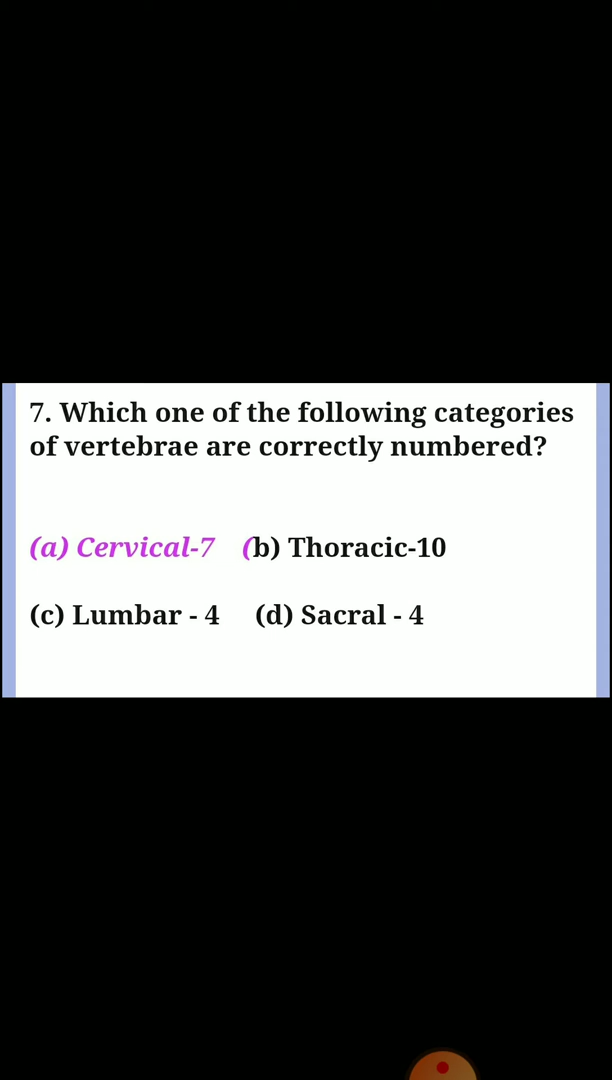 7. Which one of the following categories
of vertebrae are correctly numbered?
(a) Cervical-7 (b) Thoracic-10
(c) Lumbar - 4 (d) Sacral - 4